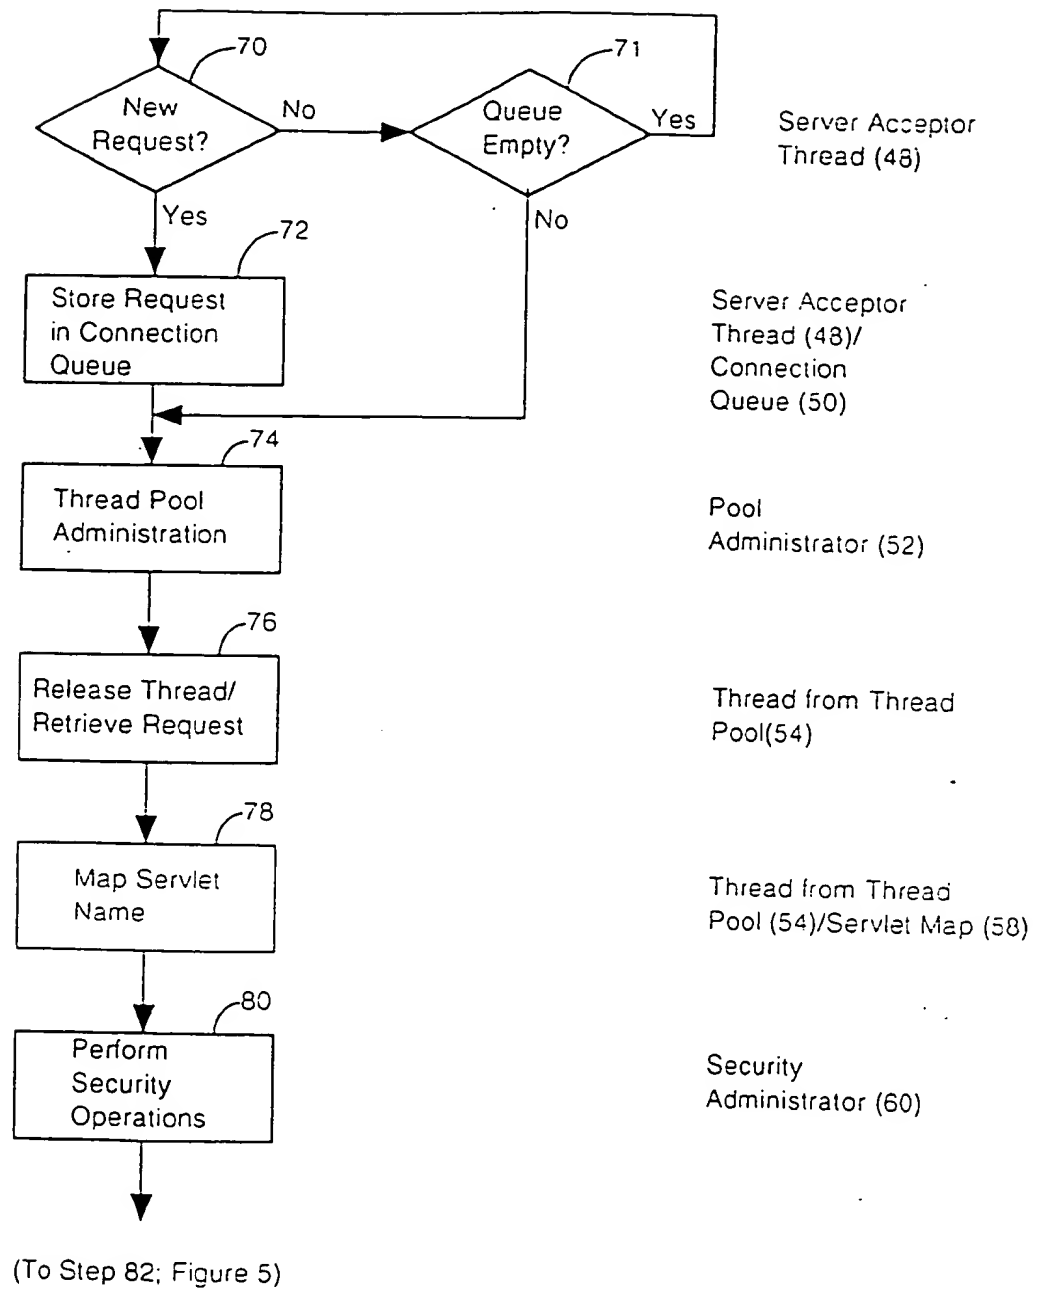 70
71
New
Request?
No
Queue
Empty?
Yes
Server Acceptor
Thread (48)
Yes
No
72
Store Request
in Connection
Queue
Server Acceptor
Thread (48)/
Connection
Queue (50)
74
Thread Pool
Administration
Pool
Administrator (52)
76
Release Thread/
Retrieve Request
Thread from Thread
Pool(54)
78
Map Servlet
Name
Thread from Thread
Pool (54)/Servlet Map (58)
80
Perform
Security
Operations
Security
Administrator (60)
(To Step 82; Figure 5)